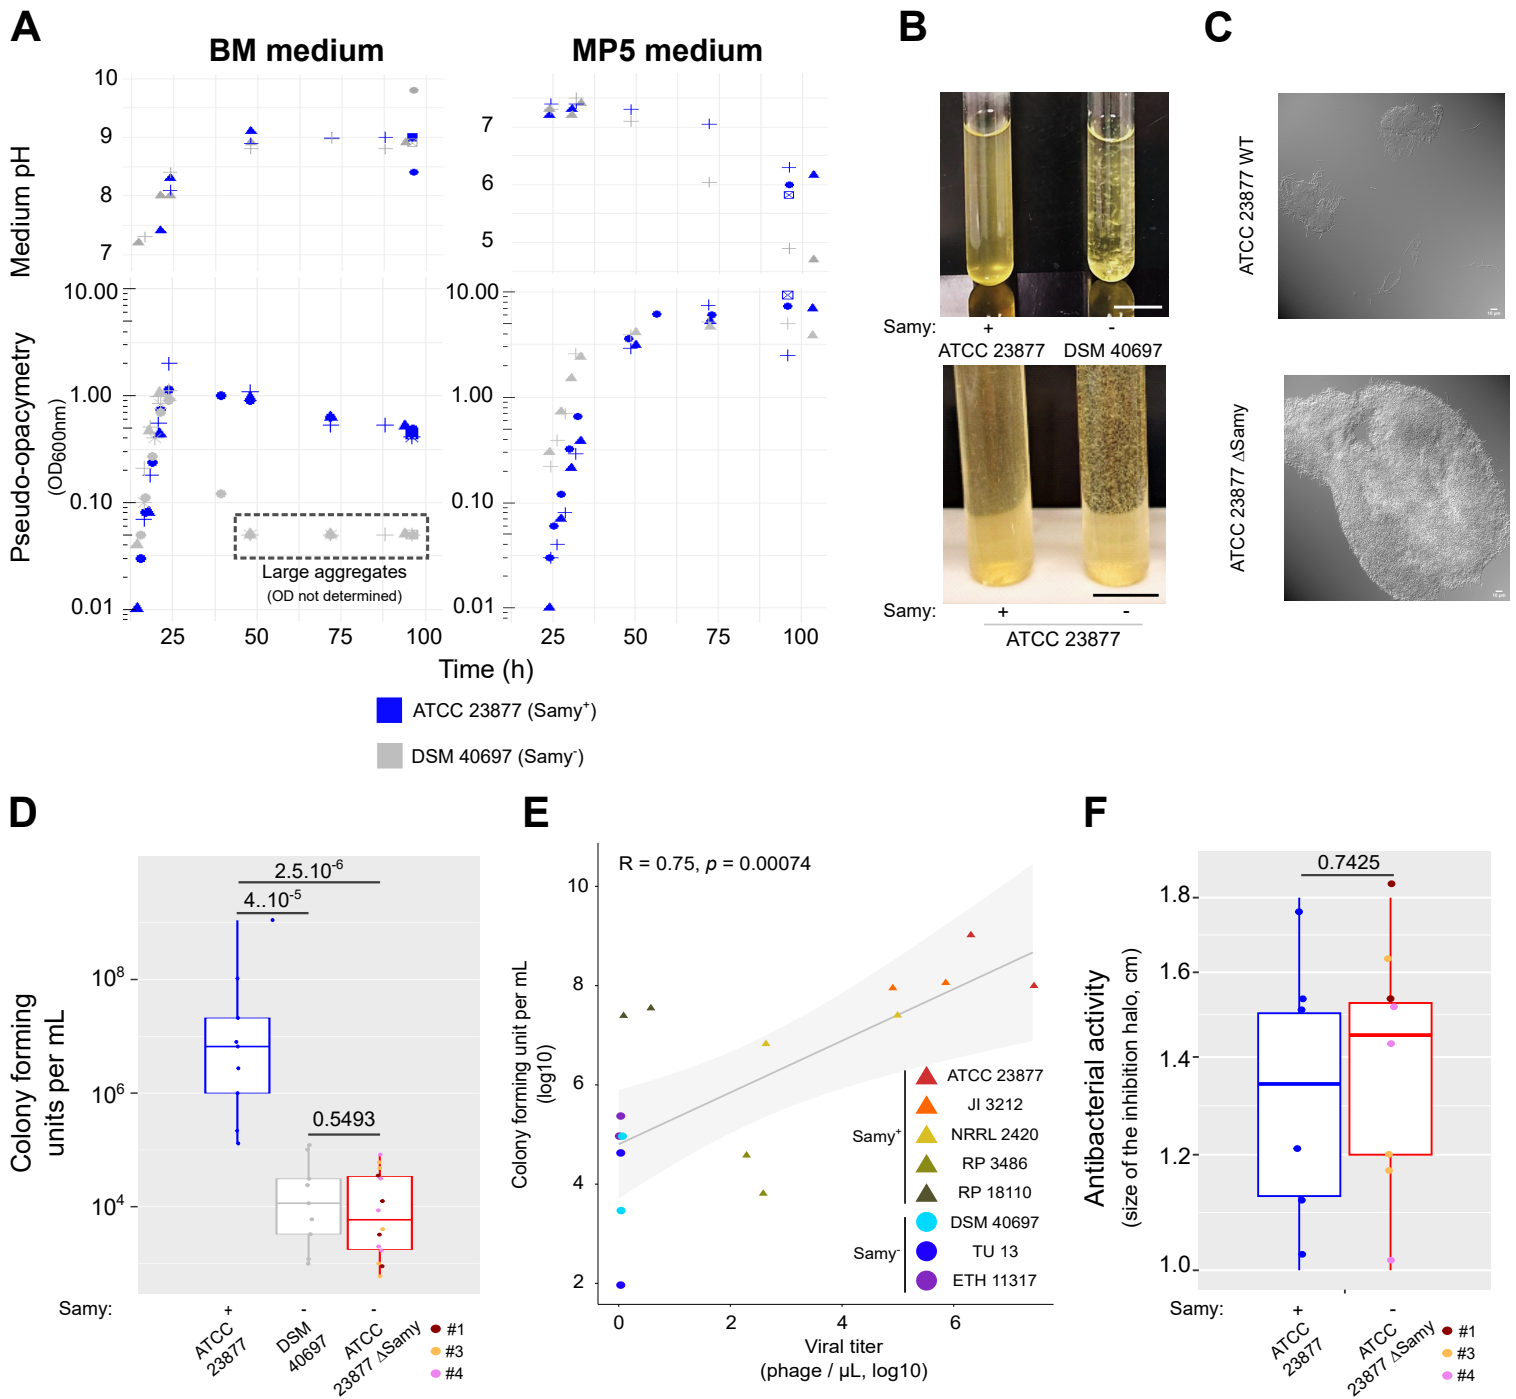 A
BM medium
MP5 medium
Medium pH
10
9
8
7
7
6
5
Pseudo-opacymetry
(OD600nm)
10.00
1.00
0.10
0.01
10.00
1.00
0.100
0.01
Large aggregates
(OD not determined)
25 50 75 100
25 50 75 100
Time (h)
ATCC 23877 (Samy+)
DSM 40697 (Samy-)
B
Samy: + -
ATCC 23877 DSM 40697
Samy: + -
ATCC 23877
C
ATCC 23877 WT
10 µm
ATCC 23877 ΔSamy
10 µm
D
Colony forming
units per mL
2.5.10-6
4..10-5
0.5493
10^8
10^6
10^4
Samy: + - -
ATCC
23877
DSM
40697
ATCC
23877 ΔSamy
#1
#3
#4
E
R = 0.75, p = 0.00074
Colony forming unit per mL
(log10)
10
8
6
4
2
0 2 4 6
Viral titer
(phage / µL, log10)
Samy+
ATCC 23877
JI 3212
NRRL 2420
RP 3486
RP 18110
Samy-
DSM 40697
TU 13
ETH 11317
F
Antibacterial activity
(size of the inhibition halo, cm)
0.7425
1.8
1.6
1.4
1.2
1.0
Samy: + -
ATCC
23877
ATCC
23877 ΔSamy
#1
#3
#4